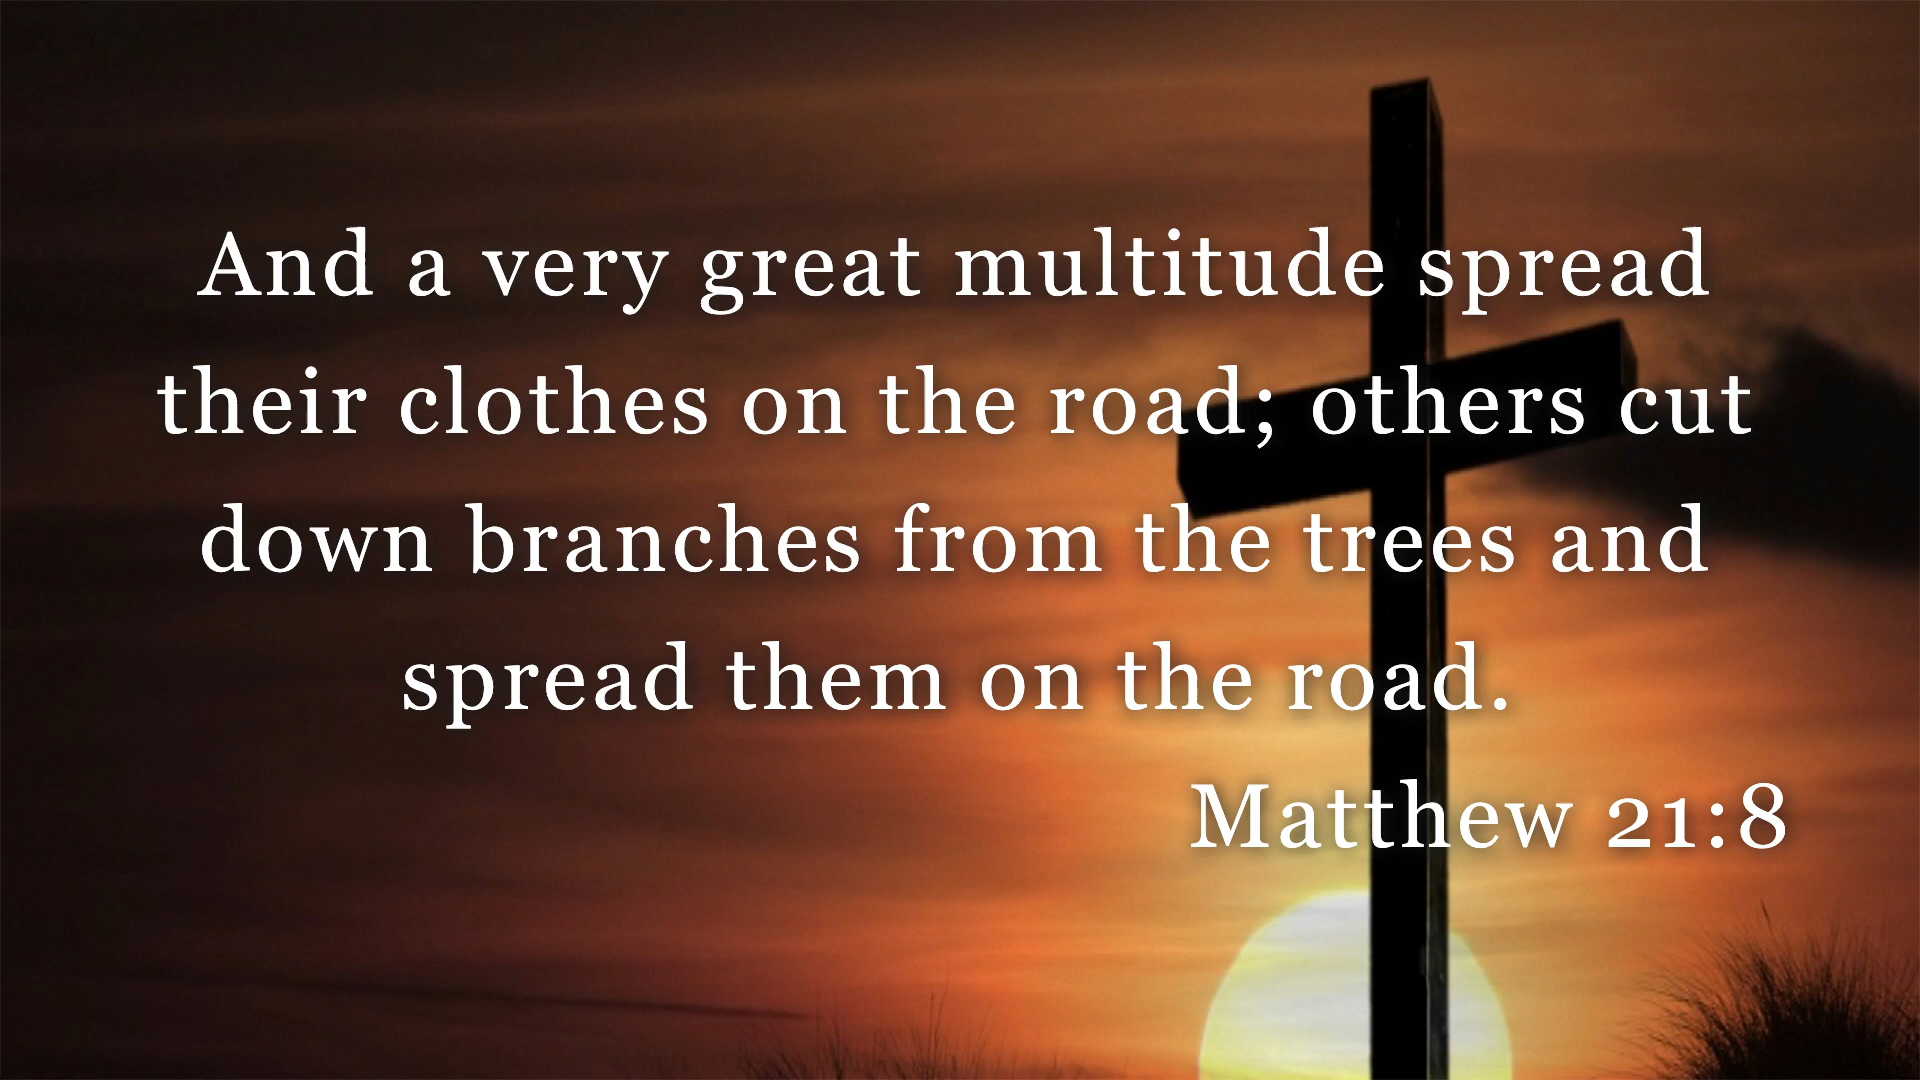 And a very great multitude spread
their clothes on the road; others cut
down branches from the trees and
spread them on the road.
Matthew 21:8